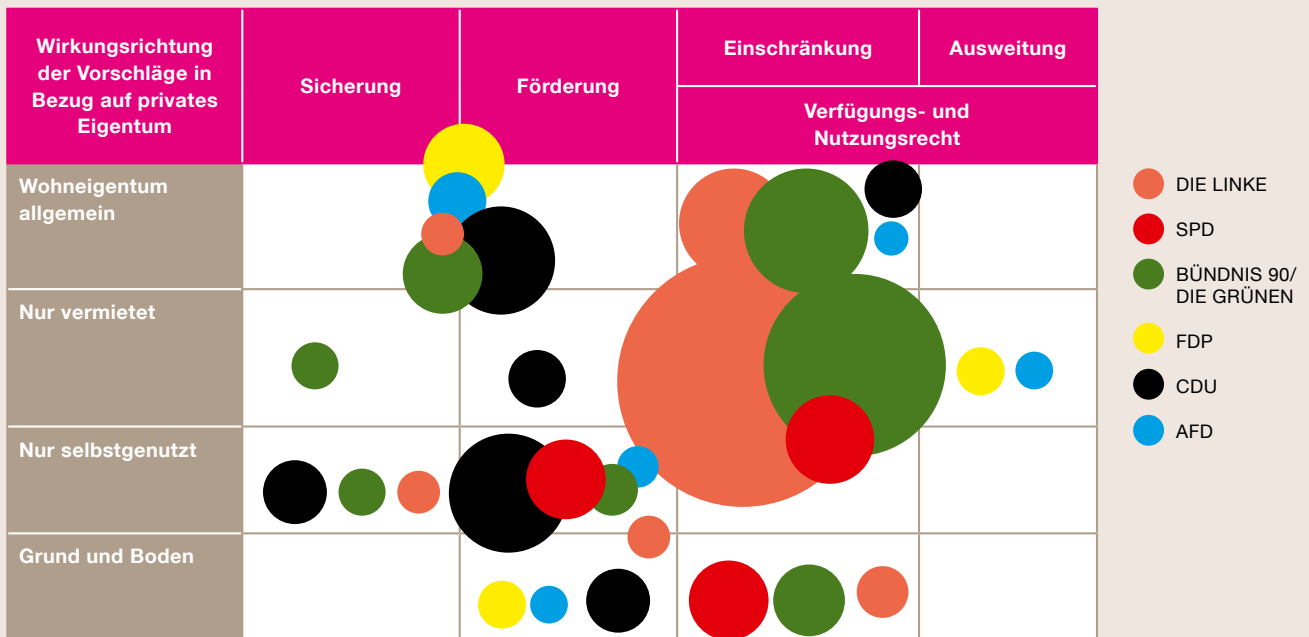 Wirkungsrichtung
der Vorschläge in
Bezug auf privates
Eigentum
Sicherung
Förderung
Einschränkung
Ausweitung
Verfügungs- und
Nutzungsrecht
Wohneigentum
allgemein
Nur vermietet
Nur selbstgenutzt
Grund und Boden
DIE LINKE
SPD
BÜNDNIS 90/
DIE GRÜNEN
FDP
CDU
AFD